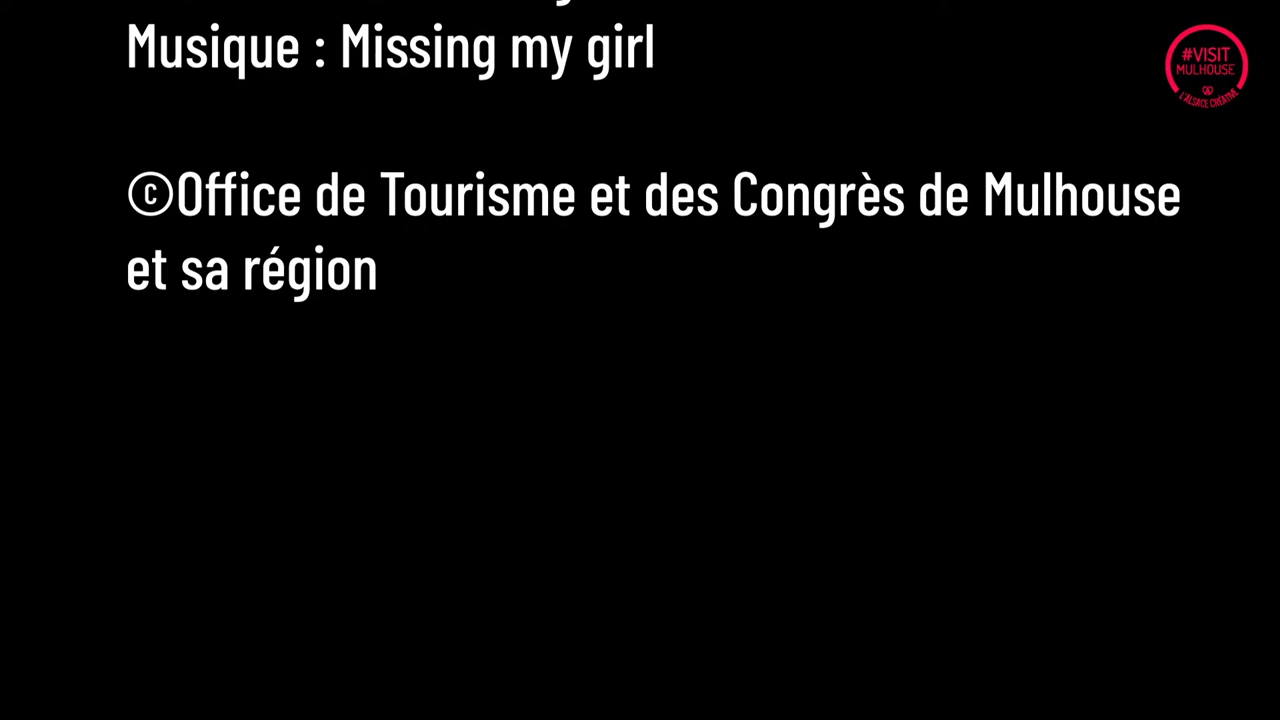 Musique : Missing my girl
©Office de Tourisme et des Congrès de Mulhouse
et sa région
#VISIT
MULHOUSE
L'ALSACE CRÉATIVE